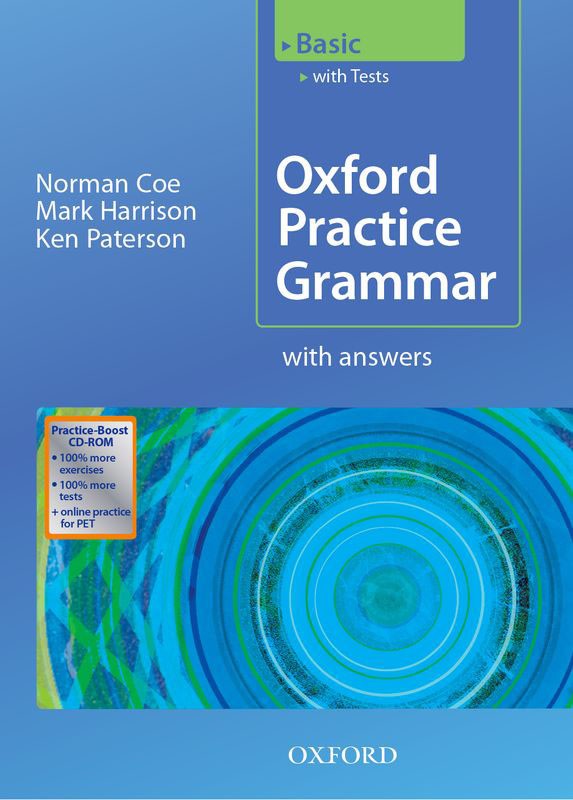 Basic
with Tests
Norman Coe
Mark Harrison
Ken Paterson
Oxford
Practice
Grammar
with answers
Practice-Boost
CD-ROM
• 100% more
exercises
• 100% more
tests
+ online practice
for PET
OXFORD